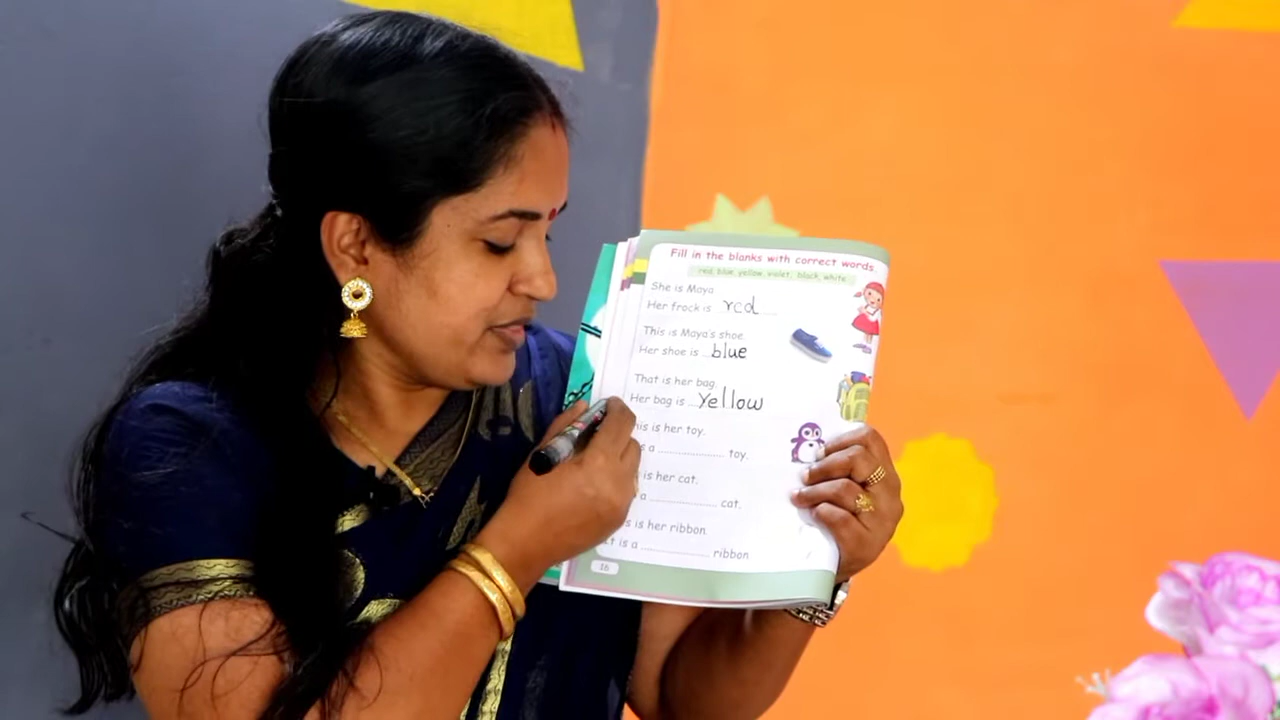 Fill in the blanks with correct words.
red, blue, yellow, violet, black, white
She is Maya
Her frock is red
This is Maya's shoe.
Her shoe is blue
That is her bag.
Her bag is yellow
his is her toy.
s a .................. toy.
is her cat.
a .................. cat.
s is her ribbon.
It is a .................. ribbon
16